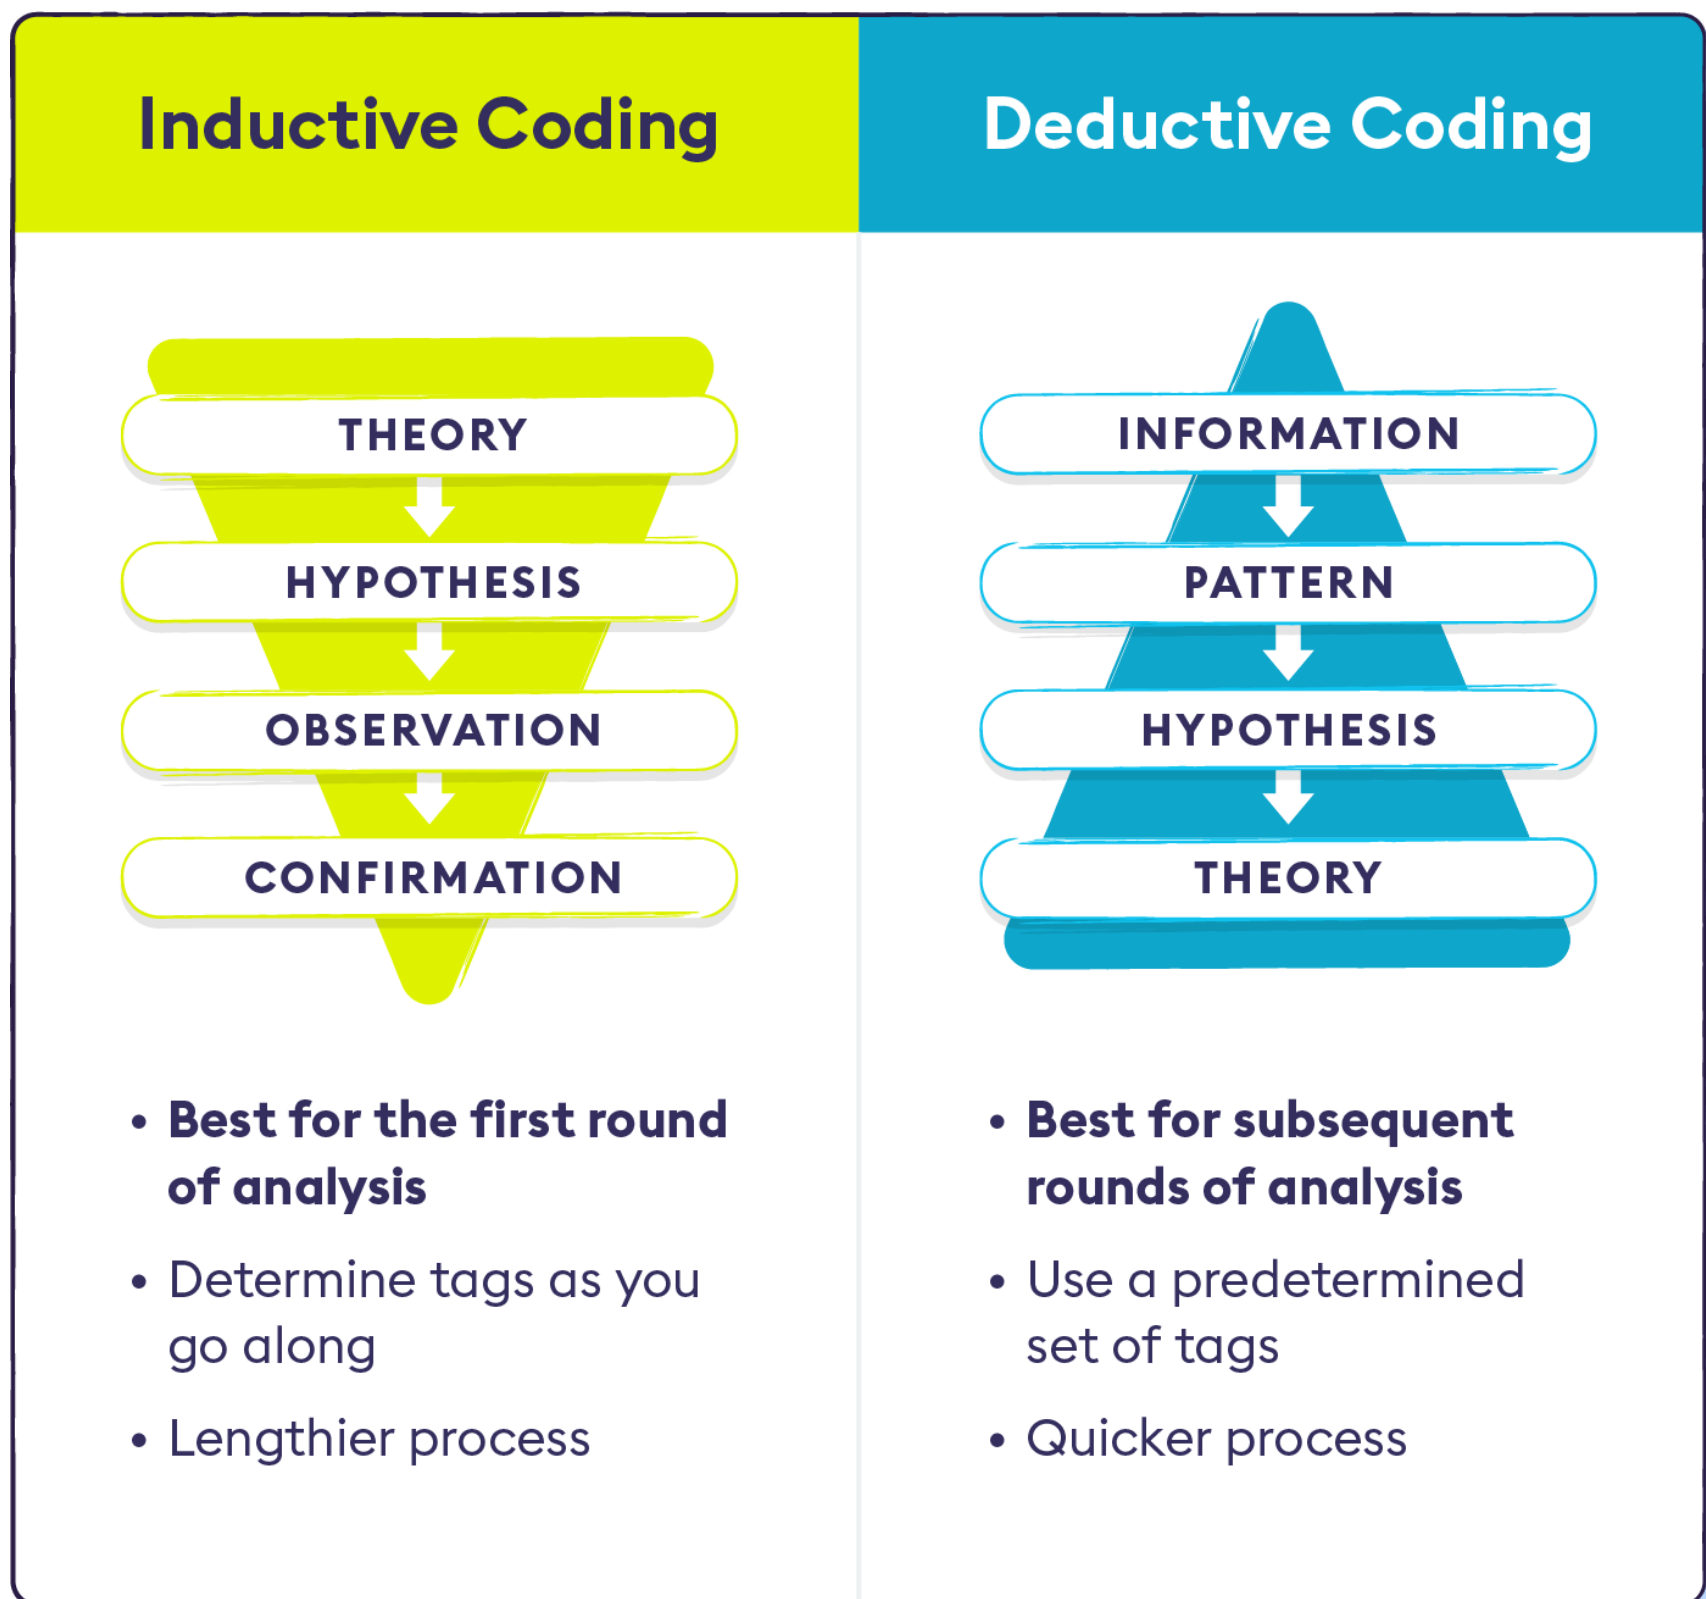 Inductive Coding
THEORY
HYPOTHESIS
OBSERVATION
CONFIRMATION
• Best for the first round
of analysis
• Determine tags as you
go along
• Lengthier process
Deductive Coding
INFORMATION
PATTERN
HYPOTHESIS
THEORY
• Best for subsequent
rounds of analysis
• Use a predetermined
set of tags
• Quicker process